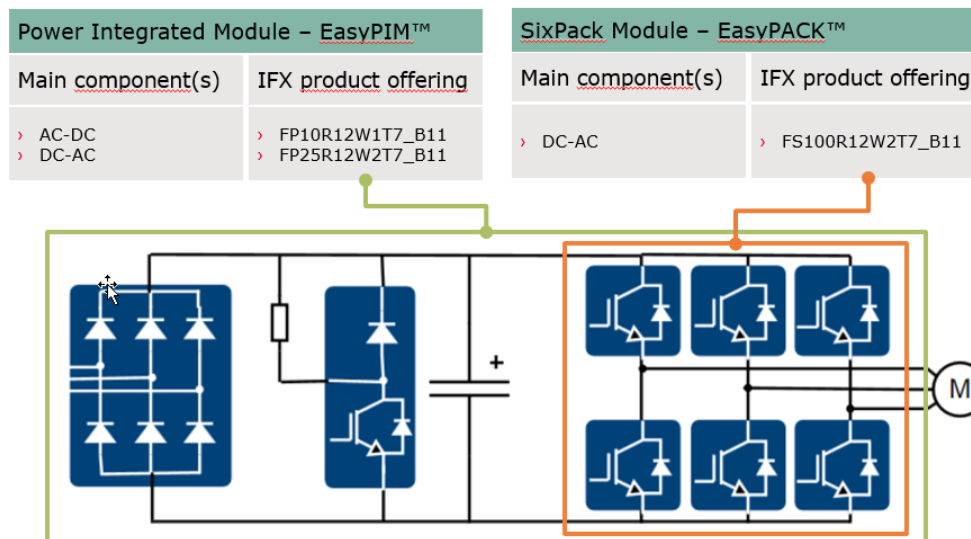 Power Integrated Module – EasyPIM™
Main component(s)
IFX product offering
› AC-DC
› DC-AC
› FP10R12W1T7_B11
› FP25R12W2T7_B11
SixPack Module – EasyPACK™
Main component(s)
IFX product offering
› DC-AC
› FS100R12W2T7_B11
+
M